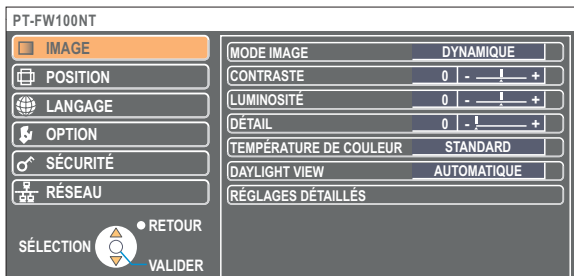 PT-FW100NT
IMAGE
POSITION
LANGAGE
OPTION
SÉCURITÉ
RÉSEAU
RETOUR
SÉLECTION
VALIDER
MODE IMAGE DYNAMIQUE
CONTRASTE 0 - +
LUMINOSITÉ 0 - +
DÉTAIL 0 - +
TEMPÉRATURE DE COULEUR STANDARD
DAYLIGHT VIEW AUTOMATIQUE
RÉGLAGES DÉTAILLÉS